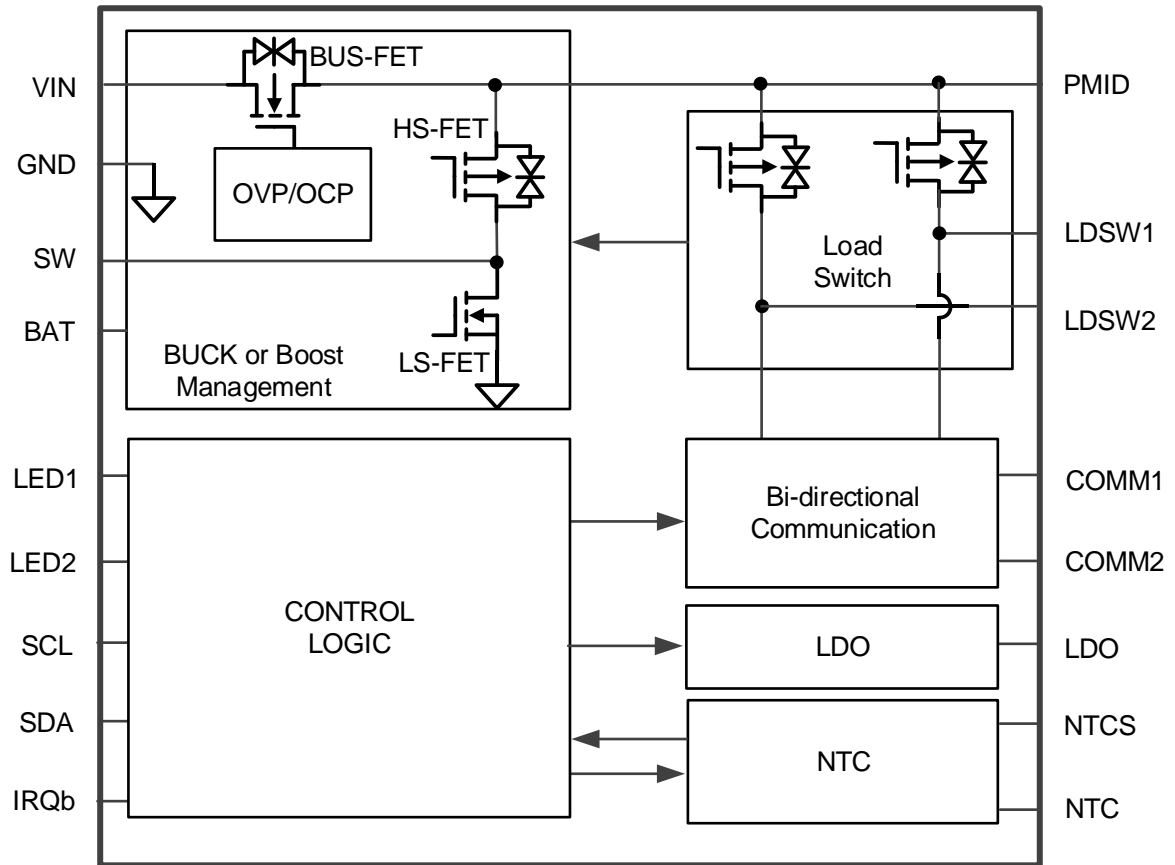 VIN
GND
SW
BAT
LED1
LED2
SCL
SDA
IRQb
BUS-FET
HS-FET
OVP/OCP
LS-FET
BUCK or Boost
Management
Load
Switch
CONTROL
LOGIC
Bi-directional
Communication
LDO
NTC
PMID
LDSW1
LDSW2
COMM1
COMM2
LDO
NTCS
NTC